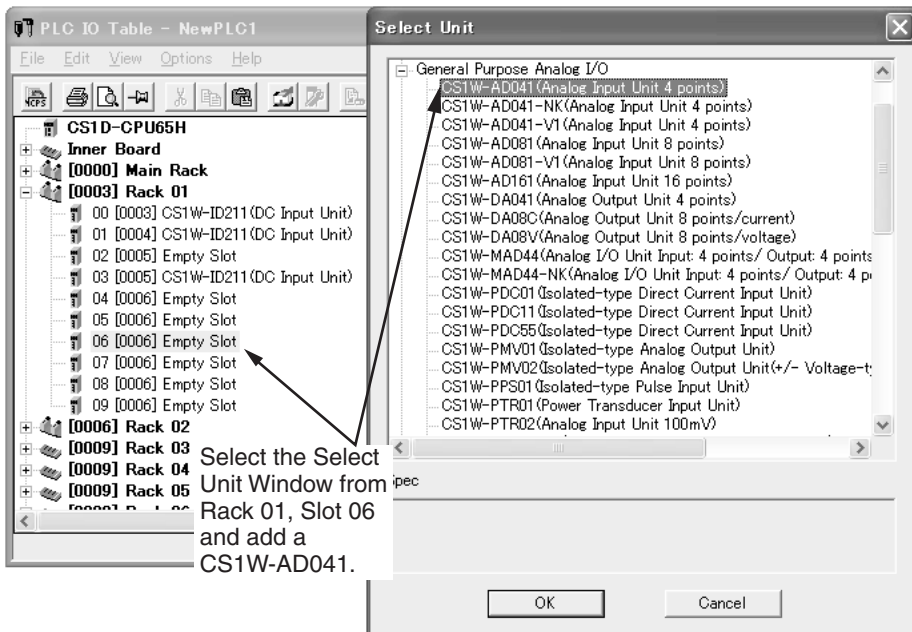 PLC IO Table - NewPLC1
File Edit View Options Help
CS1D-CPU65H
Inner Board
[0000] Main Rack
[0003] Rack 01
00 [0003] CS1W-ID211(DC Input Unit)
01 [0004] CS1W-ID211(DC Input Unit)
02 [0005] Empty Slot
03 [0005] CS1W-ID211(DC Input Unit)
04 [0006] Empty Slot
05 [0006] Empty Slot
06 [0006] Empty Slot
07 [0006] Empty Slot
08 [0006] Empty Slot
09 [0006] Empty Slot
[0006] Rack 02
[0009] Rack 03
[0009] Rack 04
[0009] Rack 05
Select the Select
Unit Window from
Rack 01, Slot 06
and add a
CS1W-AD041.
Select Unit
General Purpose Analog I/O
CS1W-AD041(Analog Input Unit 4 points)
CS1W-AD041-NK(Analog Input Unit 4 points)
CS1W-AD041-V1(Analog Input Unit 4 points)
CS1W-AD081(Analog Input Unit 8 points)
CS1W-AD081-V1(Analog Input Unit 8 points)
CS1W-AD161(Analog Input Unit 16 points)
CS1W-DA041(Analog Output Unit 4 points)
CS1W-DA08C(Analog Output Unit 8 points/current)
CS1W-DA08V(Analog Output Unit 8 points/voltage)
CS1W-MAD44(Analog I/O Unit Input: 4 points/ Output: 4 points
CS1W-MAD44-NK(Analog I/O Unit Input: 4 points/ Output: 4 p
CS1W-PDC01(Isolated-type Direct Current Input Unit)
CS1W-PDC11(Isolated-type Direct Current Input Unit)
CS1W-PDC55(Isolated-type Direct Current Input Unit)
CS1W-PMV01(Isolated-type Analog Output Unit)
CS1W-PMV02(Isolated-type Analog Output Unit(+/- Voltage-t
CS1W-PPS01(Isolated-type Pulse Input Unit)
CS1W-PTR01(Power Transducer Input Unit)
CS1W-PTR02(Analog Input Unit 100mV)
pec
OK Cancel